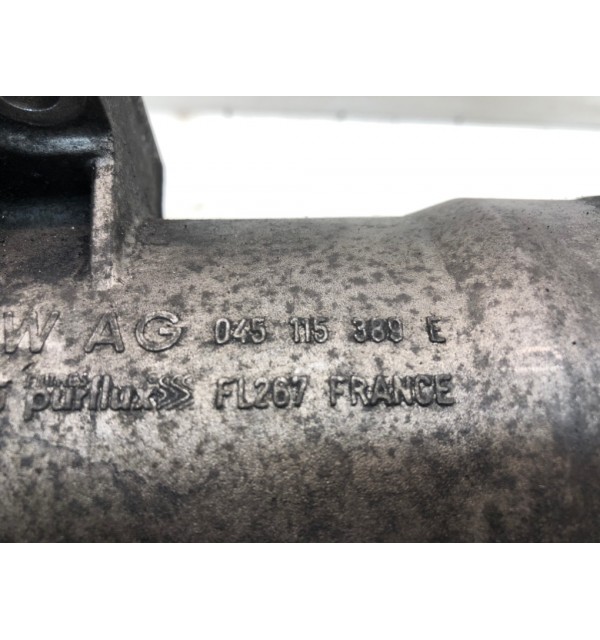 W AG 045 115 389 E
purflux FL267 FRANCE